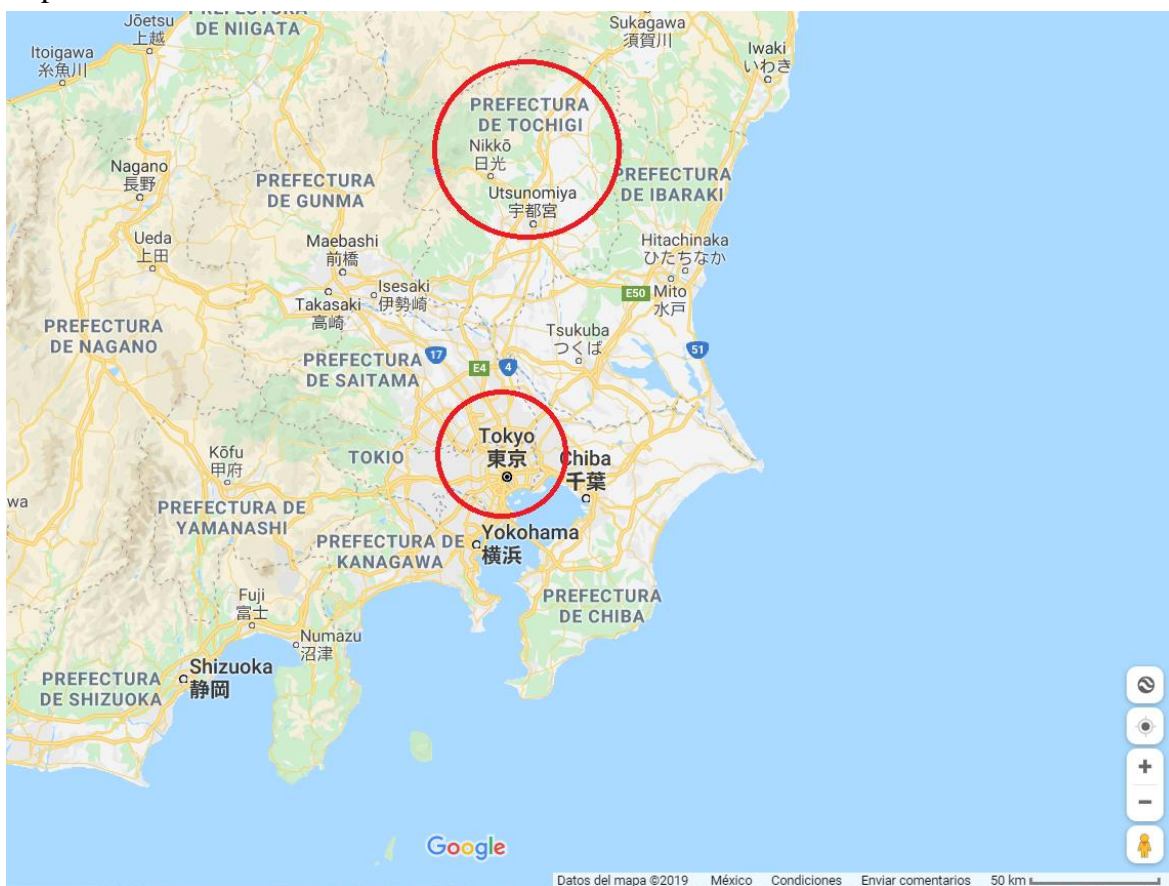 Jōetsu
上越
DE NIIGATA
Sukagawa
須賀川
Itoigawa
糸魚川
Iwaki
いわき
PREFECTURA
DE TOCHIGI
Nikkō
日光
Nagano
長野
PREFECTURA
DE GUNMA
PREFECTURA
DE IBARAKI
Utsunomiya
宇都宮
Ueda
上田
Maebashi
前橋
Hitachinaka
ひたちなか
Isesaki
伊勢崎
Takasaki
高崎
E50
Mito
水戸
PREFECTURA
DE NAGANO
Tsukuba
つくば
PREFECTURA
DE SAITAMA
17
E4
4
51
Kōfu
甲府
TOKIO
Tokyo
東京
Chiba
千葉
wa
PREFECTURA DE
YAMANASHI
PREFECTURA DE
KANAGAWA
Yokohama
横浜
Fuji
富士
PREFECTURA
DE CHIBA
Numazu
沼津
PREFECTURA
DE SHIZUOKA
Shizuoka
静岡
Google
Datos del mapa ©2019 México Condiciones Enviar comentarios 50 km